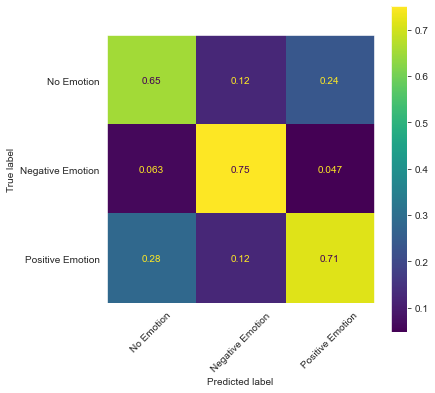 No Emotion 0.65 0.12 0.24
Negative Emotion 0.063 0.75 0.047
Positive Emotion 0.28 0.12 0.71
No Emotion Negative Emotion Positive Emotion
Predicted label
True label
0.7
0.6
0.5
0.4
0.3
0.2
0.1